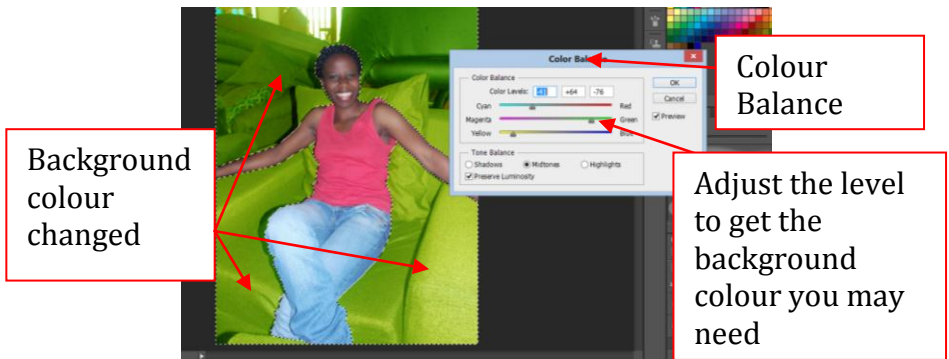 Color Balance
Color Balance
Color Levels: -41 +64 -76
Cyan Red
Magenta Green
Yellow Blue
Tone Balance
Shadows Midtones Highlights
Preserve Luminosity
OK
Cancel
Preview
Colour
Balance
Background
colour
changed
Adjust the level
to get the
background
colour you may
need